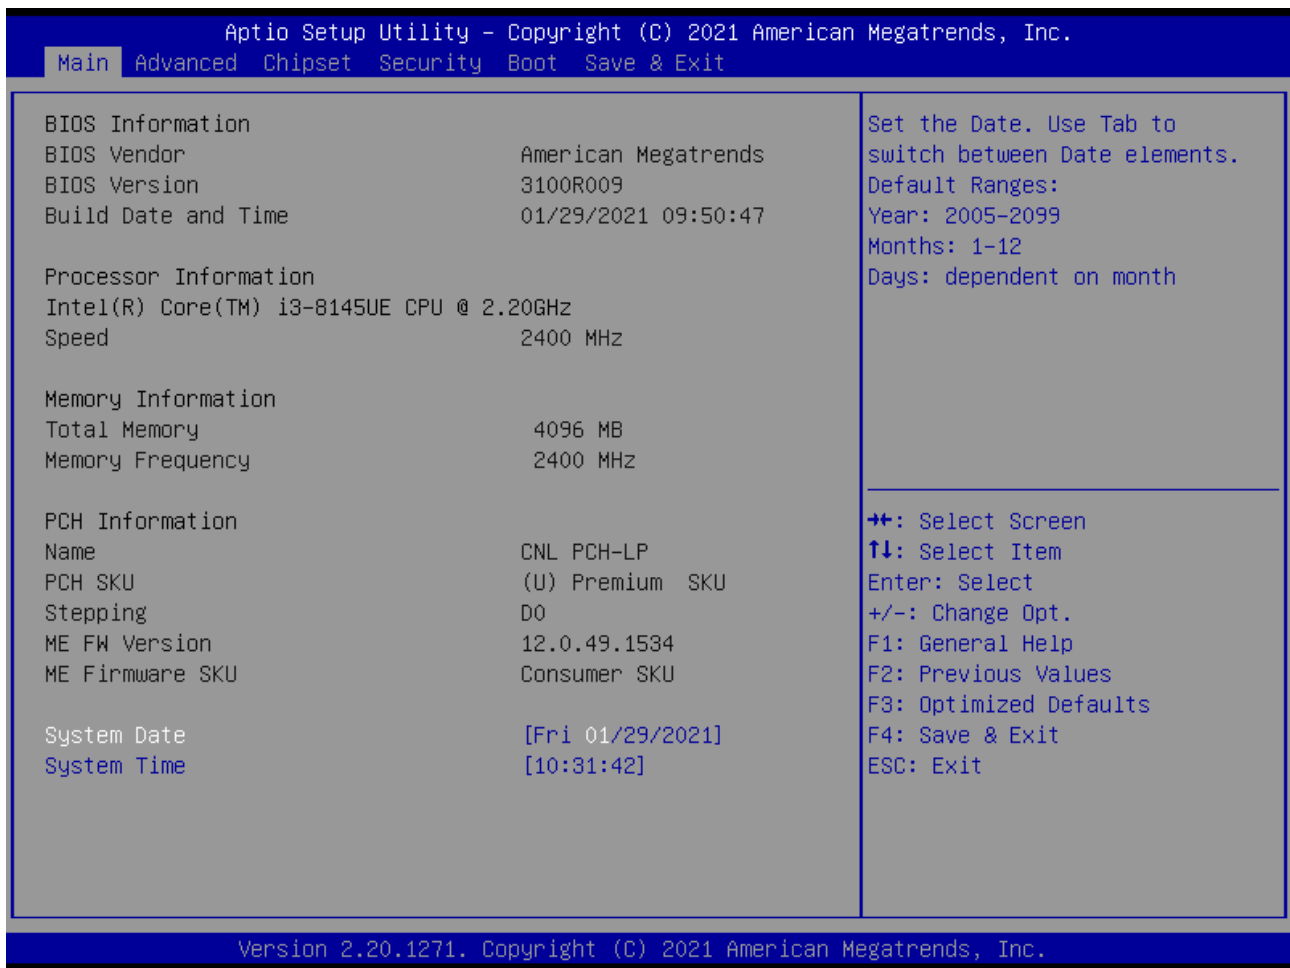 Aptio Setup Utility – Copyright (C) 2021 American Megatrends, Inc.
Main Advanced Chipset Security Boot Save & Exit
BIOS Information
BIOS Vendor American Megatrends
BIOS Version 3100R009
Build Date and Time 01/29/2021 09:50:47
Processor Information
Intel(R) Core(TM) i3-8145UE CPU @ 2.20GHz
Speed 2400 MHz
Memory Information
Total Memory 4096 MB
Memory Frequency 2400 MHz
PCH Information
Name CNL PCH-LP
PCH SKU (U) Premium SKU
Stepping D0
ME FW Version 12.0.49.1534
ME Firmware SKU Consumer SKU
System Date [Fri 01/29/2021]
System Time [10:31:42]
Set the Date. Use Tab to
switch between Date elements.
Default Ranges:
Year: 2005-2099
Months: 1-12
Days: dependent on month
→←: Select Screen
↑↓: Select Item
Enter: Select
+/-: Change Opt.
F1: General Help
F2: Previous Values
F3: Optimized Defaults
F4: Save & Exit
ESC: Exit
Version 2.20.1271. Copyright (C) 2021 American Megatrends, Inc.